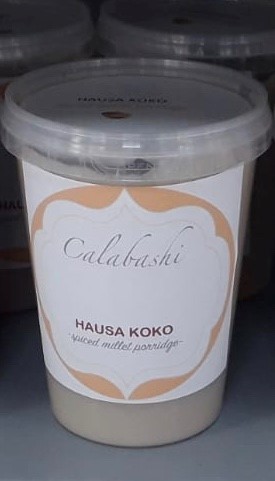 HAUSA KOKO
Calabashi
HAUSA KOKO
-spiced millet porridge-